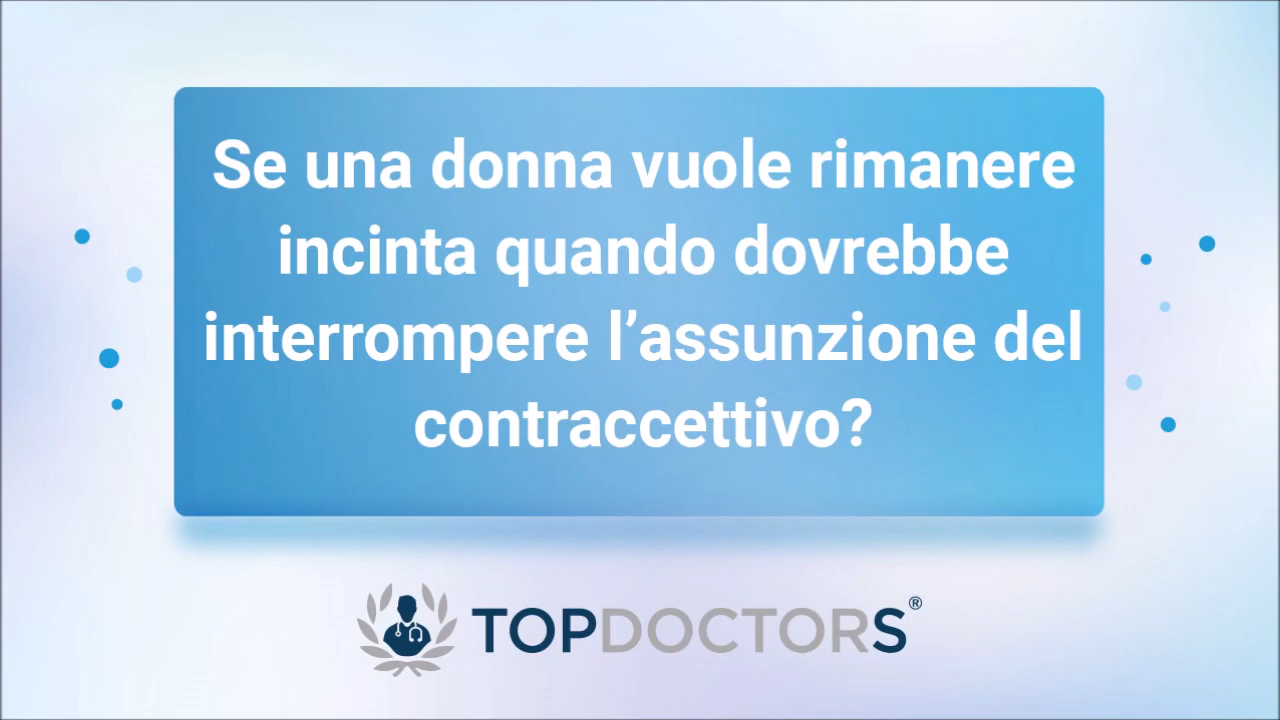 Se una donna vuole rimanere
incinta quando dovrebbe
interrompere l’assunzione del
contraccettivo?
TOPDOCTORS®